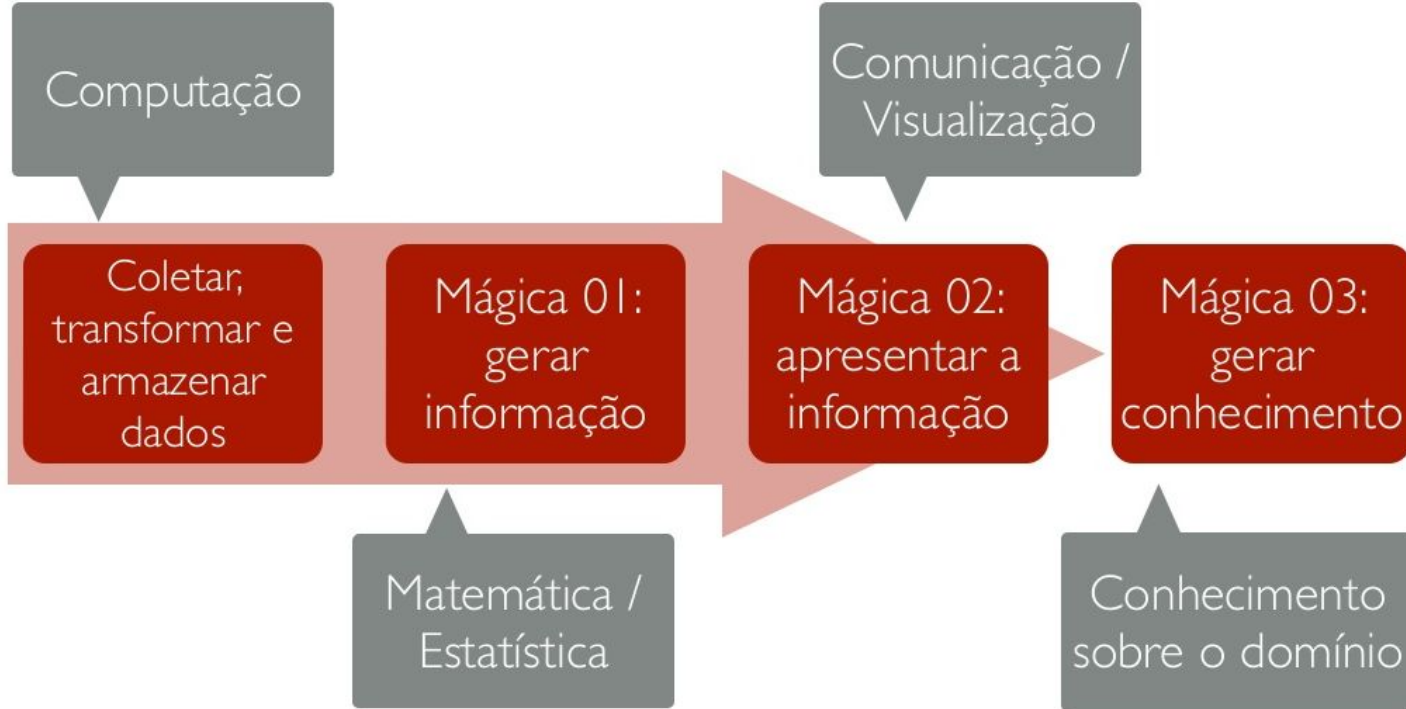 Computação
Comunicação /
Visualização
Coletar,
transformar e
armazenar
dados
Mágica 01:
gerar
informação
Mágica 02:
apresentar a
informação
Mágica 03:
gerar
conhecimento
Matemática /
Estatística
Conhecimento
sobre o domínio